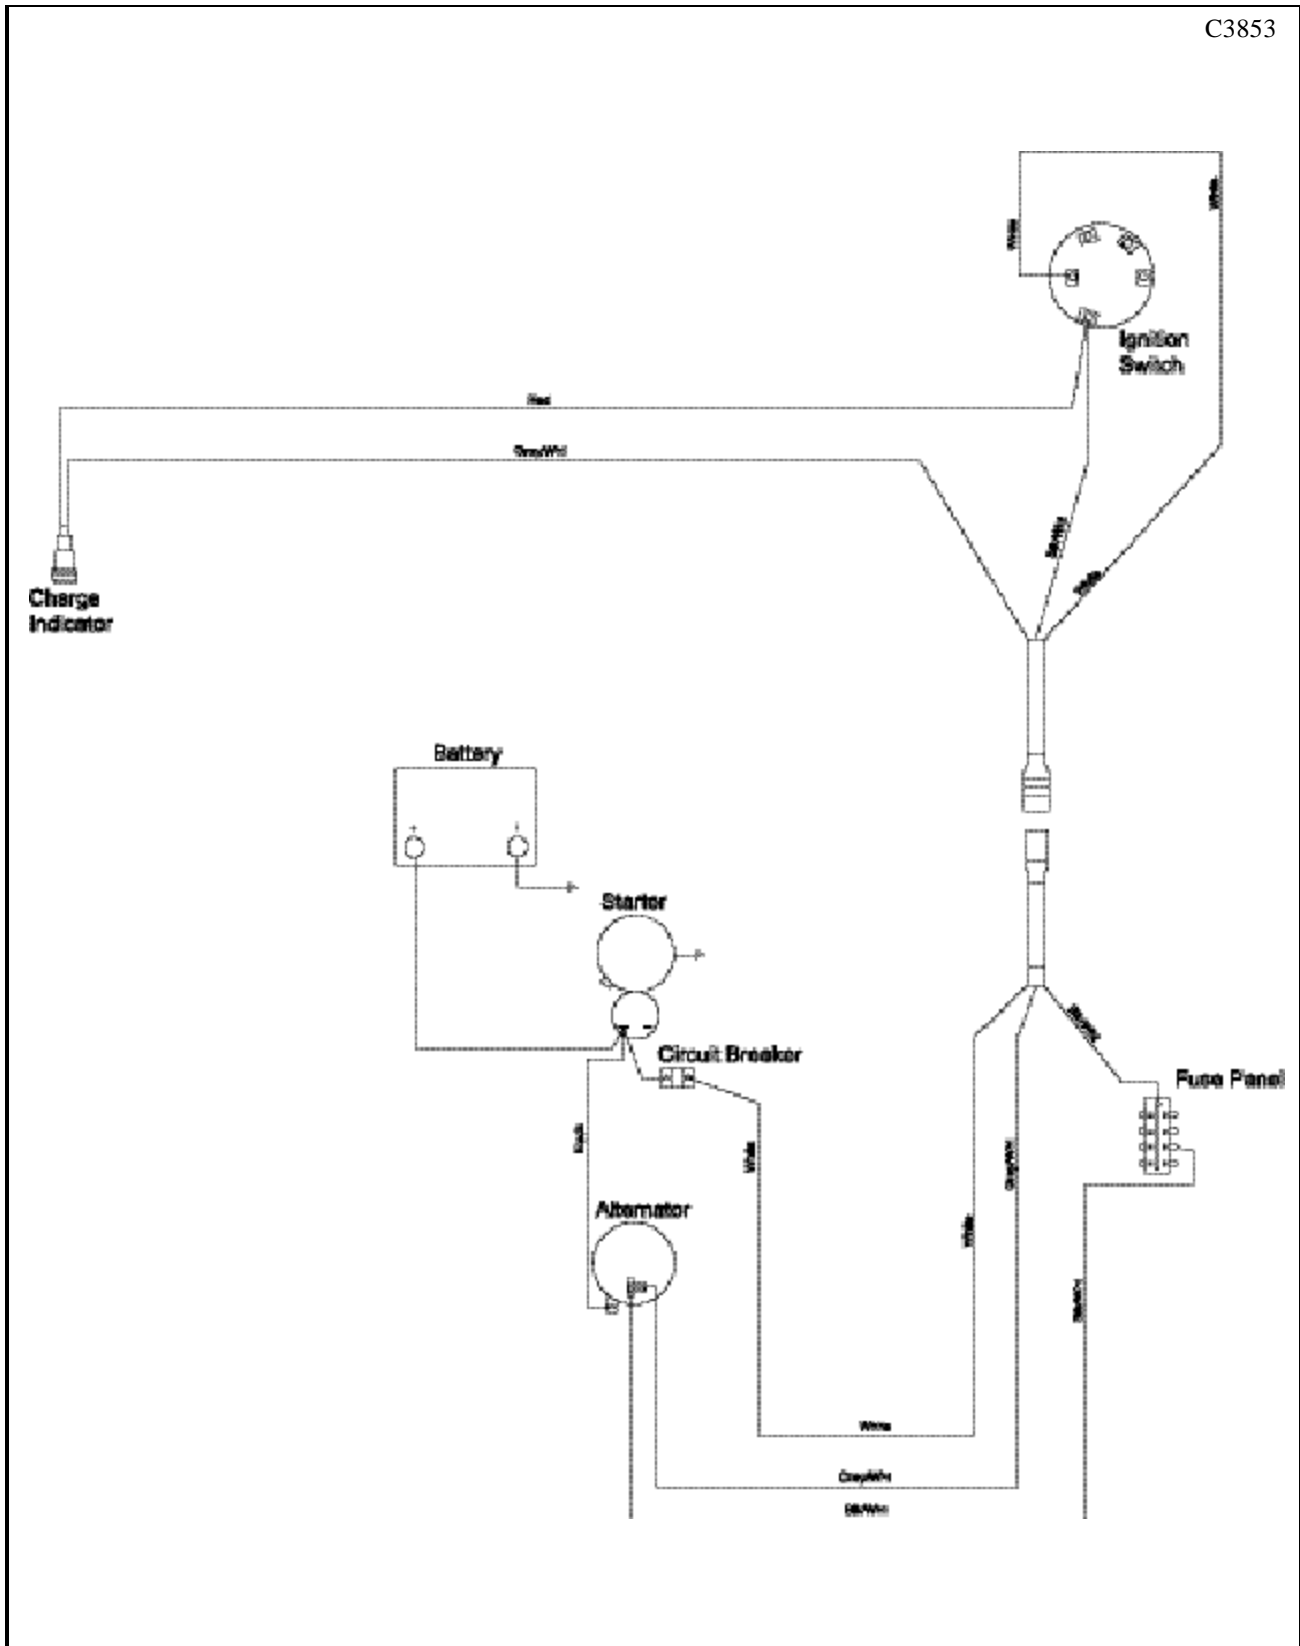 C3853
White
White
Ignition
Switch
Red
Charge
Indicator
White
Battery
+
Starter
Circuit Breaker
Fuse Panel
White
Gray/Wht
Alternator
White
White
Gray/Wht